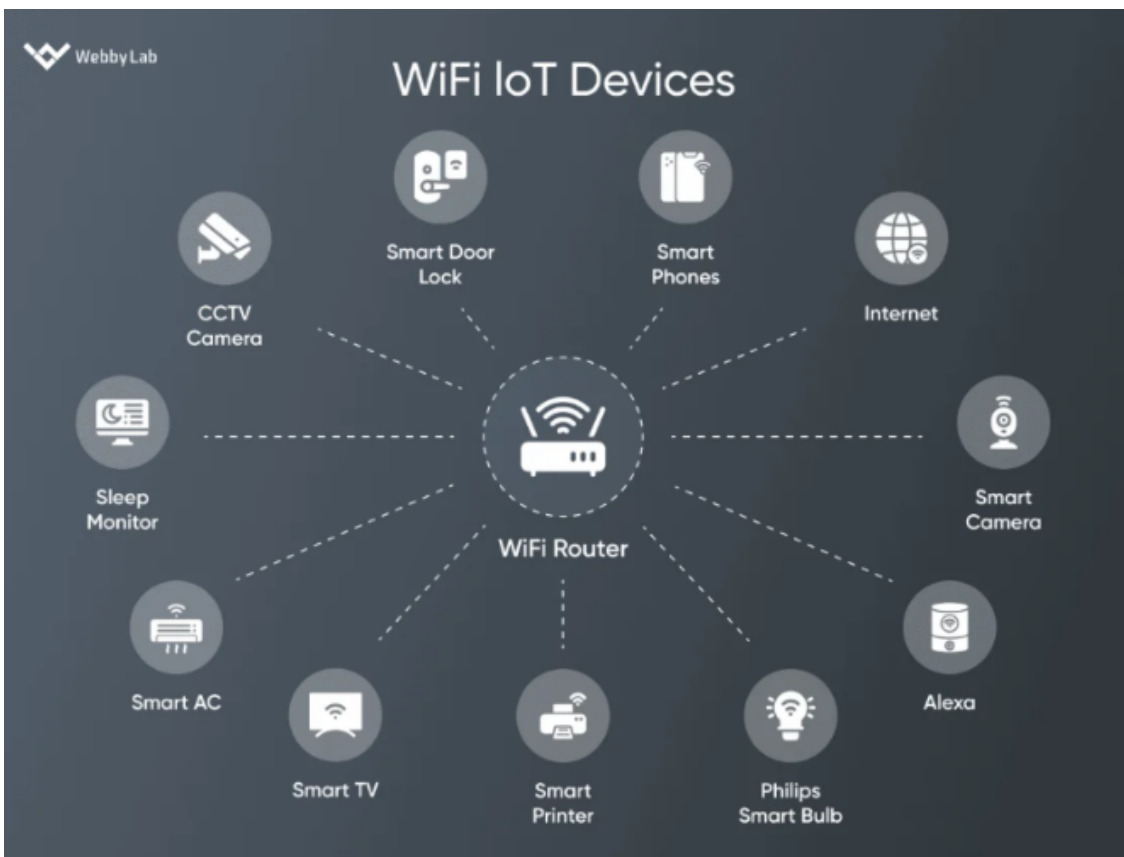 WebbyLab
WiFi IoT Devices
Smart Door
Lock
Smart
Phones
CCTV
Camera
Internet
Sleep
Monitor
WiFi Router
Smart
Camera
Smart AC
Alexa
Smart TV
Smart
Printer
Philips
Smart Bulb